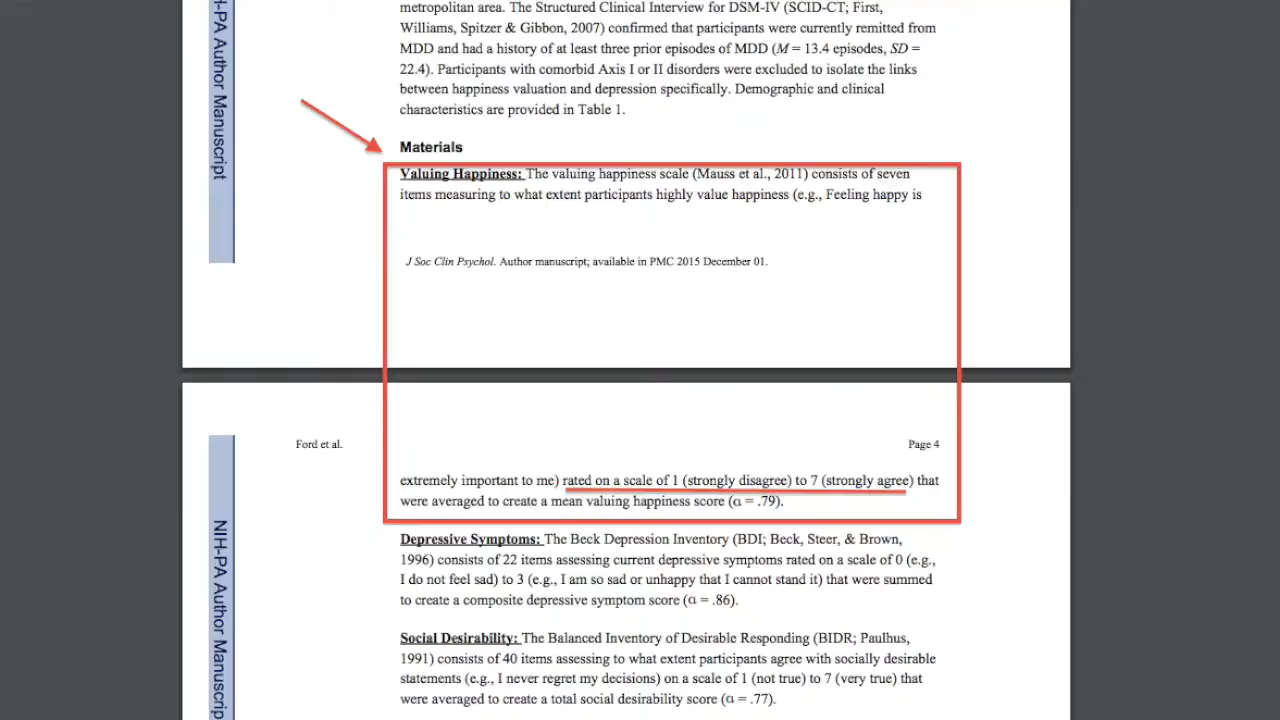 metropolitan area. The Structured Clinical Interview for DSM-IV (SCID-CT; First,
Williams, Spitzer & Gibbon, 2007) confirmed that participants were currently remitted from
MDD and had a history of at least three prior episodes of MDD (M = 13.4 episodes, SD =
22.4). Participants with comorbid Axis I or II disorders were excluded to isolate the links
between happiness valuation and depression specifically. Demographic and clinical
characteristics are provided in Table 1.
H-PA Author Manuscript
Materials
Valuing Happiness: The valuing happiness scale (Mauss et al., 2011) consists of seven
items measuring to what extent participants highly value happiness (e.g., Feeling happy is
J Soc Clin Psychol. Author manuscript; available in PMC 2015 December 01.
Ford et al.
Page 4
extremely important to me) rated on a scale of 1 (strongly disagree) to 7 (strongly agree) that
were averaged to create a mean valuing happiness score (α = .79).
NIH-PA Author Manuscrip
Depressive Symptoms: The Beck Depression Inventory (BDI; Beck, Steer, & Brown,
1996) consists of 22 items assessing current depressive symptoms rated on a scale of 0 (e.g.,
I do not feel sad) to 3 (e.g., I am so sad or unhappy that I cannot stand it) that were summed
to create a composite depressive symptom score (α = .86).
Social Desirability: The Balanced Inventory of Desirable Responding (BIDR; Paulhus,
1991) consists of 40 items assessing to what extent participants agree with socially desirable
statements (e.g., I never regret my decisions) on a scale of 1 (not true) to 7 (very true) that
were averaged to create a total social desirability score (α = .77).